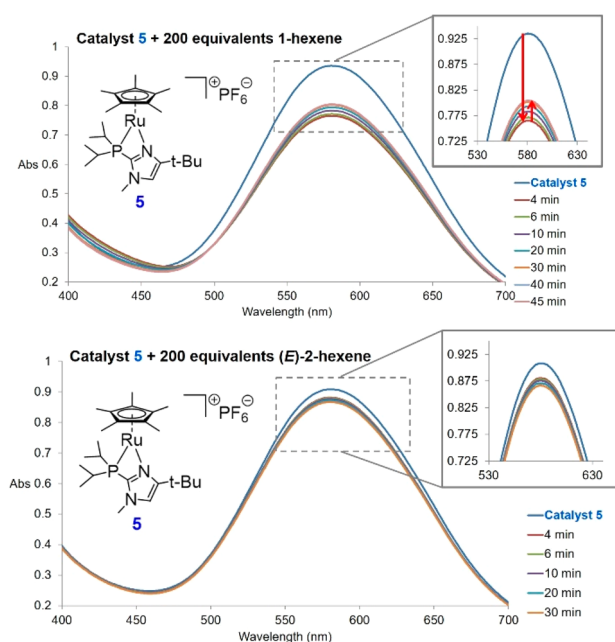 Catalyst 5 + 200 equivalents 1-hexene
1
0.9
0.8
0.7
Abs 0.6
0.5
0.4
0.3
0.2
400 450 500 550 600 650 700
Wavelength (nm)
Ru
P
N
N
t-Bu
+
PF6⊖
5
0.925
0.875
0.825
0.775
0.725
530 580 630
Catalyst 5
4 min
6 min
10 min
20 min
30 min
40 min
45 min
Catalyst 5 + 200 equivalents (E)-2-hexene
1
0.9
0.8
0.7
Abs 0.6
0.5
0.4
0.3
0.2
400 450 500 550 600 650 700
Wavelength (nm)
Ru
P
N
N
t-Bu
+
PF6⊖
5
0.925
0.875
0.825
0.775
0.725
530 580 630
Catalyst 5
4 min
6 min
10 min
20 min
30 min